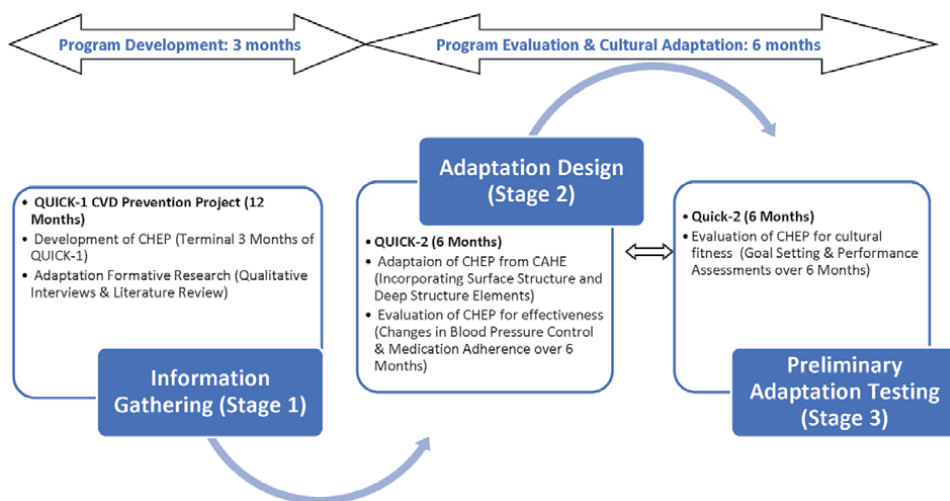 Program Development: 3 months
Program Evaluation & Cultural Adaptation: 6 months
• QUICK-1 CVD Prevention Project (12
Months)
• Development of CHEP (Terminal 3 Months of
QUICK-1)
• Adaptation Formative Research (Qualitative
Interviews & Literature Review)
Information
Gathering (Stage 1)
Adaptation Design
(Stage 2)
• QUICK-2 (6 Months)
• Adaptaion of CHEP from CAHE
(Incorporating Surface Structure and
Deep Structure Elements)
• Evaluation of CHEP for effectiveness
(Changes in Blood Pressure Control
& Medication Adherence over 6
Months)
• Quick-2 (6 Months)
• Evaluation of CHEP for cultural
fitness (Goal Setting & Performance
Assessments over 6 Months)
Preliminary
Adaptation Testing
(Stage 3)